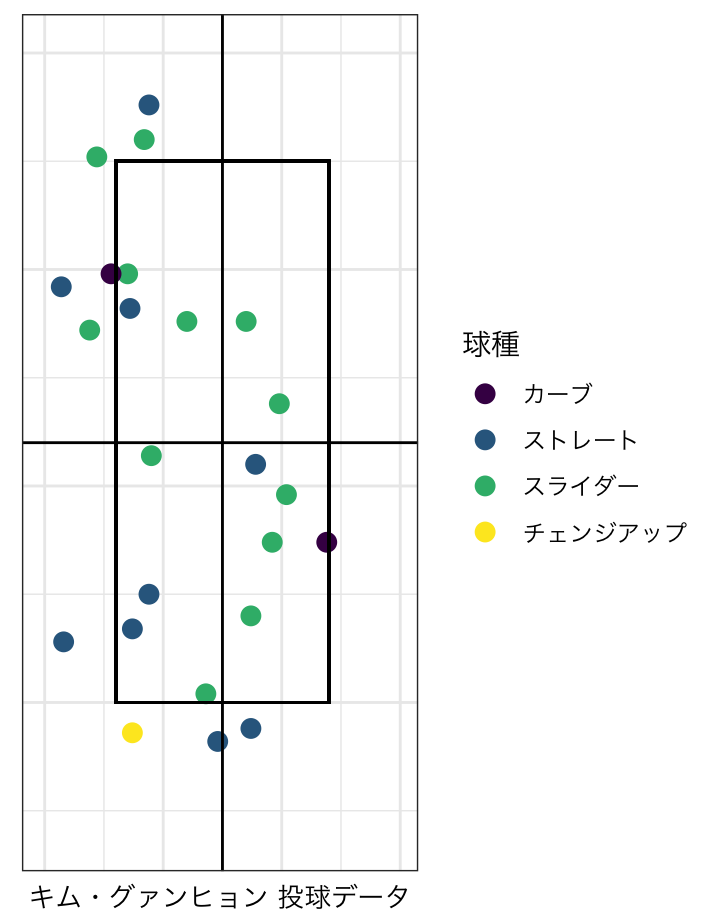 球種
カーブ
ストレート
スライダー
チェンジアップ
キム・グァンヒョン 投球データ